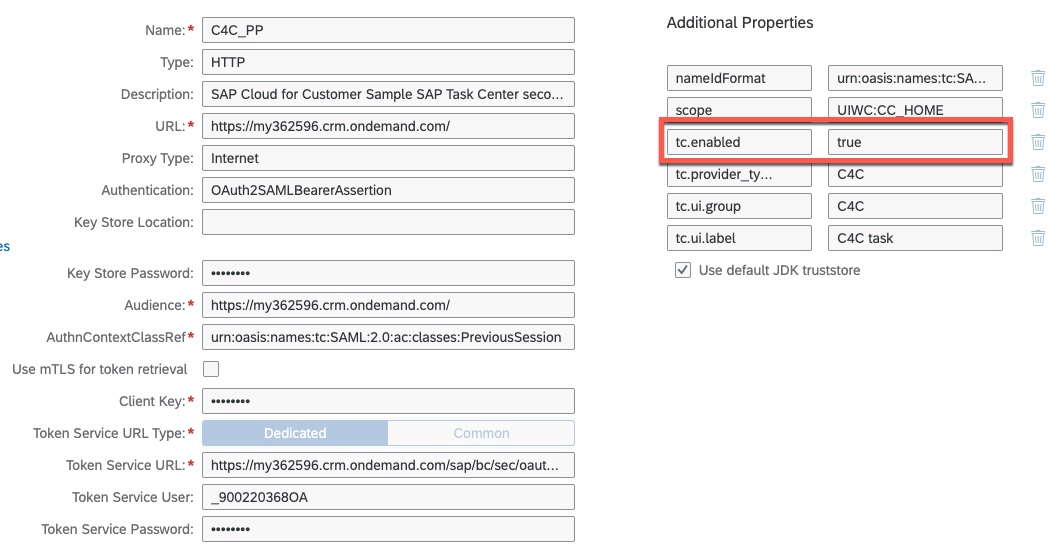 Name:* C4C_PP
Type: HTTP
Description: SAP Cloud for Customer Sample SAP Task Center seco...
URL:* https://my362596.crm.ondemand.com/
Proxy Type: Internet
Authentication: OAuth2SAMLBearerAssertion
Key Store Location:
es
Key Store Password: ••••••••
Audience:* https://my362596.crm.ondemand.com/
AuthnContextClassRef* urn:oasis:names:tc:SAML:2.0:ac:classes:PreviousSession
Use mTLS for token retrieval
Client Key:* ••••••••
Token Service URL Type:* Dedicated Common
Token Service URL:* https://my362596.crm.ondemand.com/sap/bc/sec/oaut...
Token Service User: _900220368OA
Token Service Password: ••••••••
Additional Properties
nameIdFormat urn:oasis:names:tc:SA...
scope UIWC:CC_HOME
tc.enabled true
tc.provider_ty... C4C
tc.ui.group C4C
tc.ui.label C4C task
Use default JDK truststore